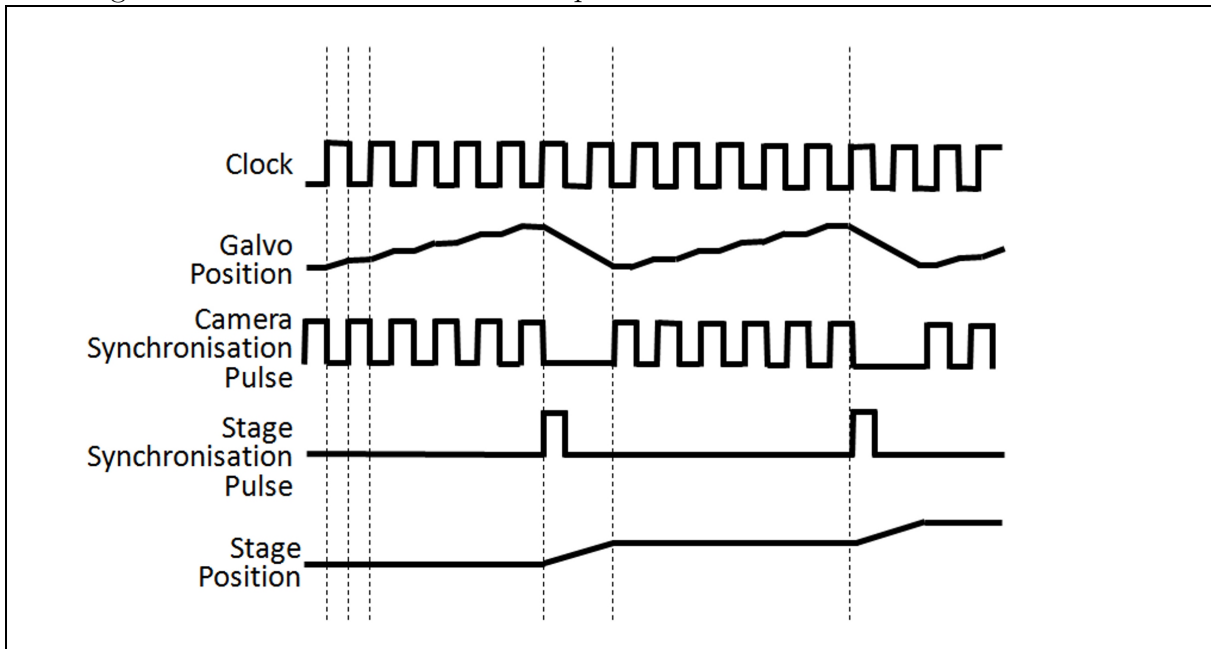 Clock
Galvo
Position
Camera
Synchronisation
Pulse
Stage
Synchronisation
Pulse
Stage
Position